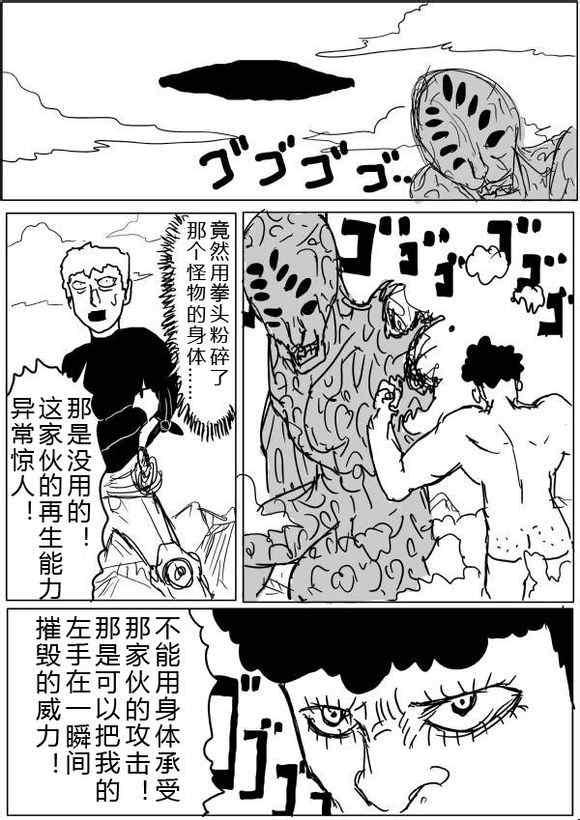 ゴゴゴゴ...
ゴゴゴゴ
竟然用拳头粉碎了
那个怪物的身体……
那是没用的！
这家伙的再生能力
异常惊人！
不能用身体承受
那家伙的攻击！
那是可以把我的
左手在一瞬间
摧毁的威力！
ゴゴゴ